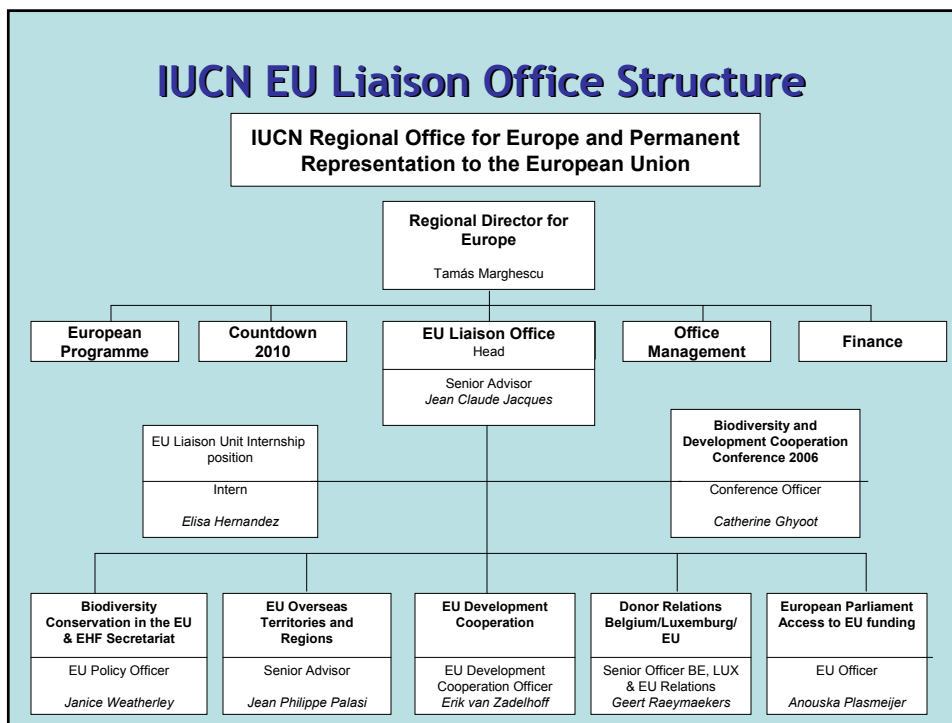 IUCN EU Liaison Office Structure
IUCN Regional Office for Europe and Permanent
Representation to the European Union
Regional Director for
Europe
Tamás Marghescu
European
Programme
Countdown
2010
EU Liaison Office
Head
Senior Advisor
Jean Claude Jacques
Office
Management
Finance
EU Liaison Unit Internship
position
Intern
Elisa Hernandez
Biodiversity and
Development Cooperation
Conference 2006
Conference Officer
Catherine Ghyoot
Biodiversity
Conservation in the EU
& EHF Secretariat
EU Policy Officer
Janice Weatherley
EU Overseas
Territories and
Regions
Senior Advisor
Jean Philippe Palasi
EU Development
Cooperation
EU Development
Cooperation Officer
Erik van Zadelhoff
Donor Relations
Belgium/Luxemburg/
EU
Senior Officer BE, LUX
& EU Relations
Geert Raeymaekers
European Parliament
Access to EU funding
EU Officer
Anouska Plasmeijer